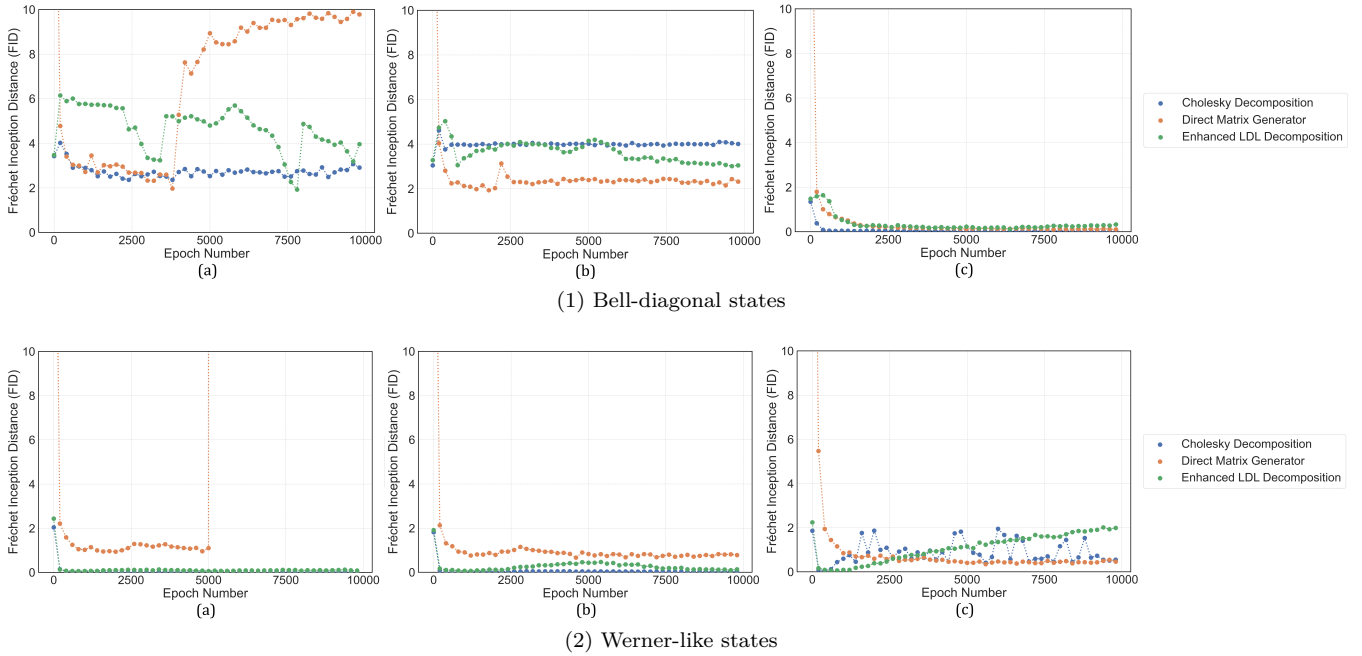 Fréchet Inception Distance (FID)
10
8
6
4
2
0
0
2500
5000
7500
10000
Epoch Number
(a)
Fréchet Inception Distance (FID)
10
8
6
4
2
0
0
2500
5000
7500
10000
Epoch Number
(b)
Fréchet Inception Distance (FID)
10
8
6
4
2
0
0
2500
5000
7500
10000
Epoch Number
(c)
Cholesky Decomposition
Direct Matrix Generator
Enhanced LDL Decomposition
(1) Bell-diagonal states
Fréchet Inception Distance (FID)
10
8
6
4
2
0
0
2500
5000
7500
10000
Epoch Number
(a)
Fréchet Inception Distance (FID)
10
8
6
4
2
0
0
2500
5000
7500
10000
Epoch Number
(b)
Fréchet Inception Distance (FID)
10
8
6
4
2
0
0
2500
5000
7500
10000
Epoch Number
(c)
Cholesky Decomposition
Direct Matrix Generator
Enhanced LDL Decomposition
(2) Werner-like states